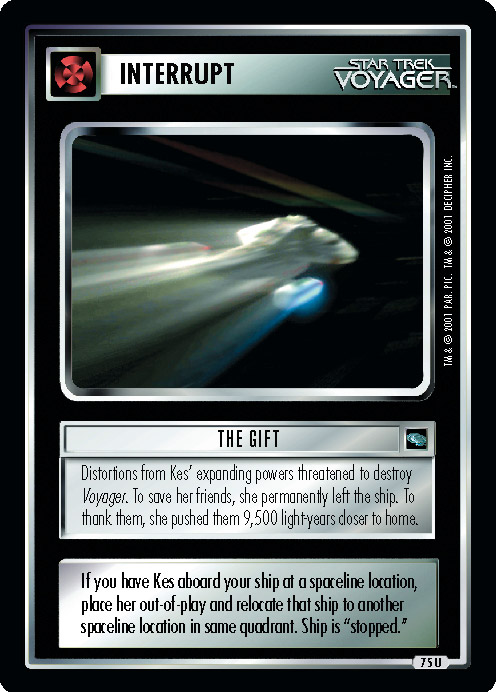 INTERRUPT
STAR TREK
VOYAGER™
TM & © 2001 PAR. PIC. TM & © 2001 DECIPHER INC.
THE GIFT
Distortions from Kes' expanding powers threatened to destroy
Voyager. To save her friends, she permanently left the ship. To
thank them, she pushed them 9,500 light-years closer to home.
If you have Kes aboard your ship at a spaceline location,
place her out-of-play and relocate that ship to another
spaceline location in same quadrant. Ship is “stopped.”
75 U